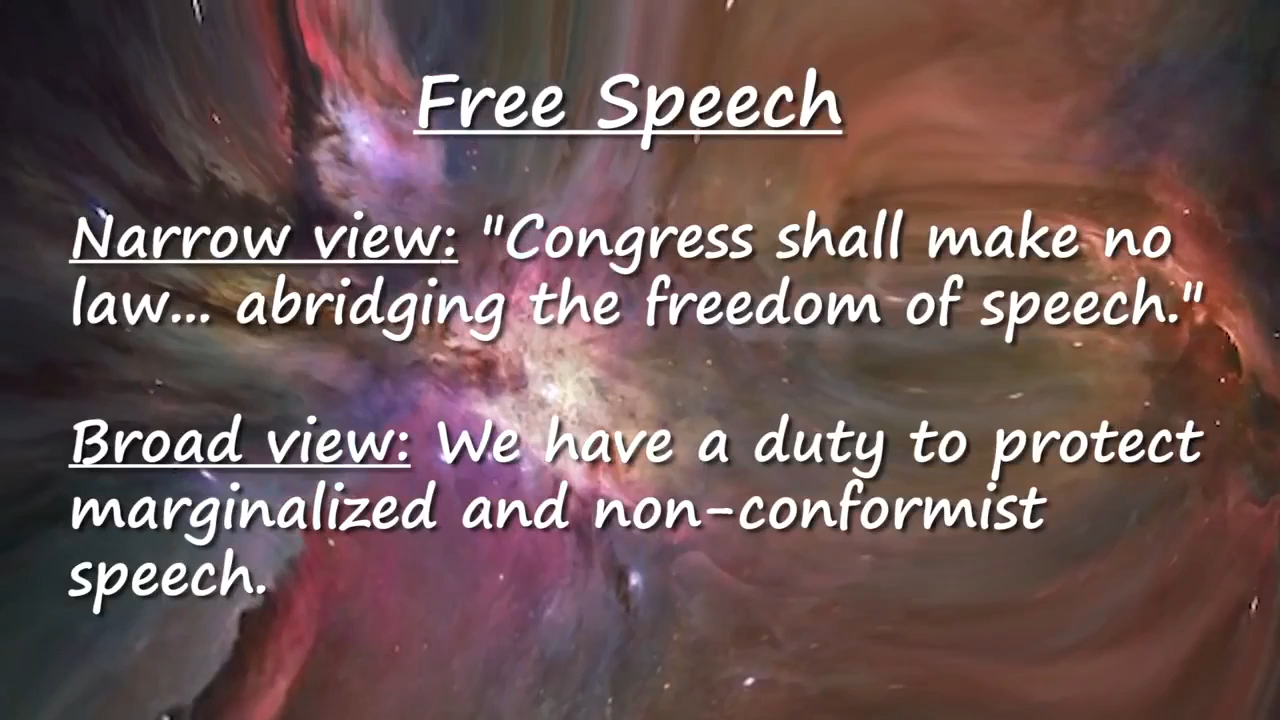 Free Speech
Narrow view: "Congress shall make no
law... abridging the freedom of speech."
Broad view: We have a duty to protect
marginalized and non-conformist
speech.